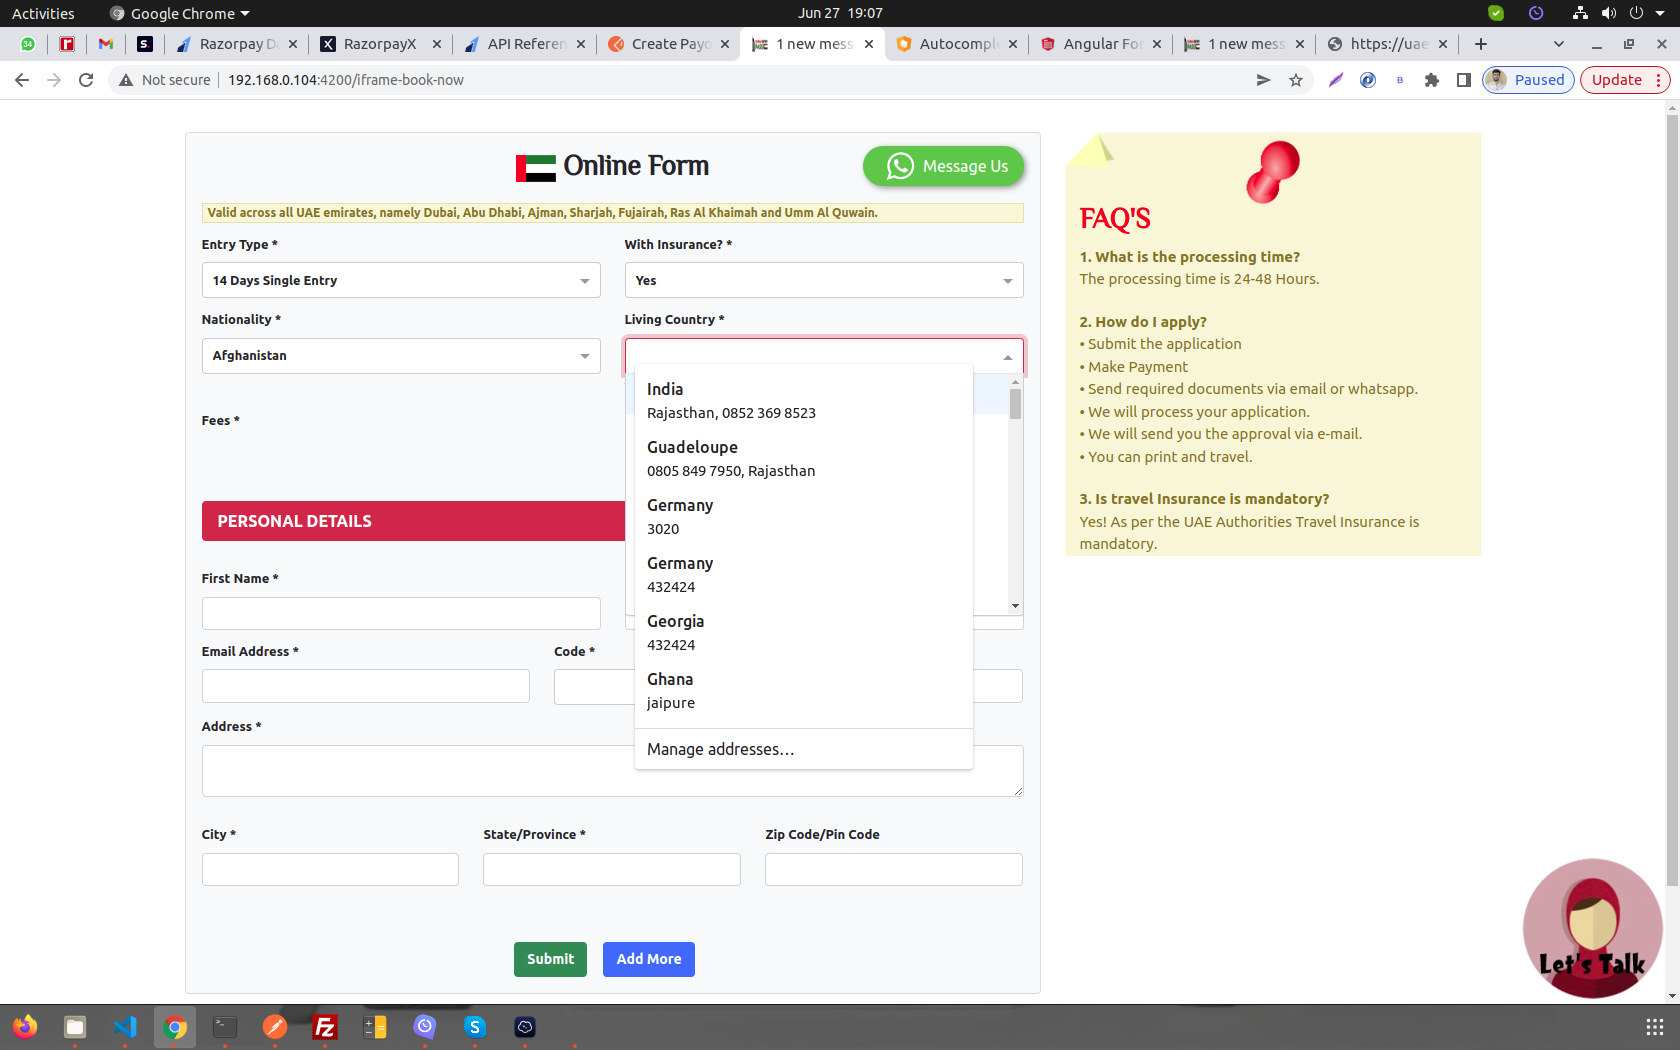 Activities
Google Chrome
Jun 27 19:07
34
Razorpay D
RazorpayX
API Referen
Create Payo
1 new mess
Autocompl
Angular For
1 new mess
https://uae
Not secure
192.168.0.104:4200/iframe-book-now
Paused
Update
Online Form
Message Us
Valid across all UAE emirates, namely Dubai, Abu Dhabi, Ajman, Sharjah, Fujairah, Ras Al Khaimah and Umm Al Quwain.
Entry Type *
With Insurance? *
14 Days Single Entry
Yes
Nationality *
Living Country *
Afghanistan
India
Rajasthan, 0852 369 8523
Guadeloupe
0805 849 7950, Rajasthan
Germany
3020
Germany
432424
Georgia
432424
Ghana
jaipure
Manage addresses…
Fees *
PERSONAL DETAILS
First Name *
Email Address *
Code *
Address *
City *
State/Province *
Zip Code/Pin Code
Submit
Add More
FAQ'S
1. What is the processing time?
The processing time is 24-48 Hours.
2. How do I apply?
• Submit the application
• Make Payment
• Send required documents via email or whatsapp.
• We will process your application.
• We will send you the approval via e-mail.
• You can print and travel.
3. Is travel Insurance is mandatory?
Yes! As per the UAE Authorities Travel Insurance is
mandatory.
Let's Talk